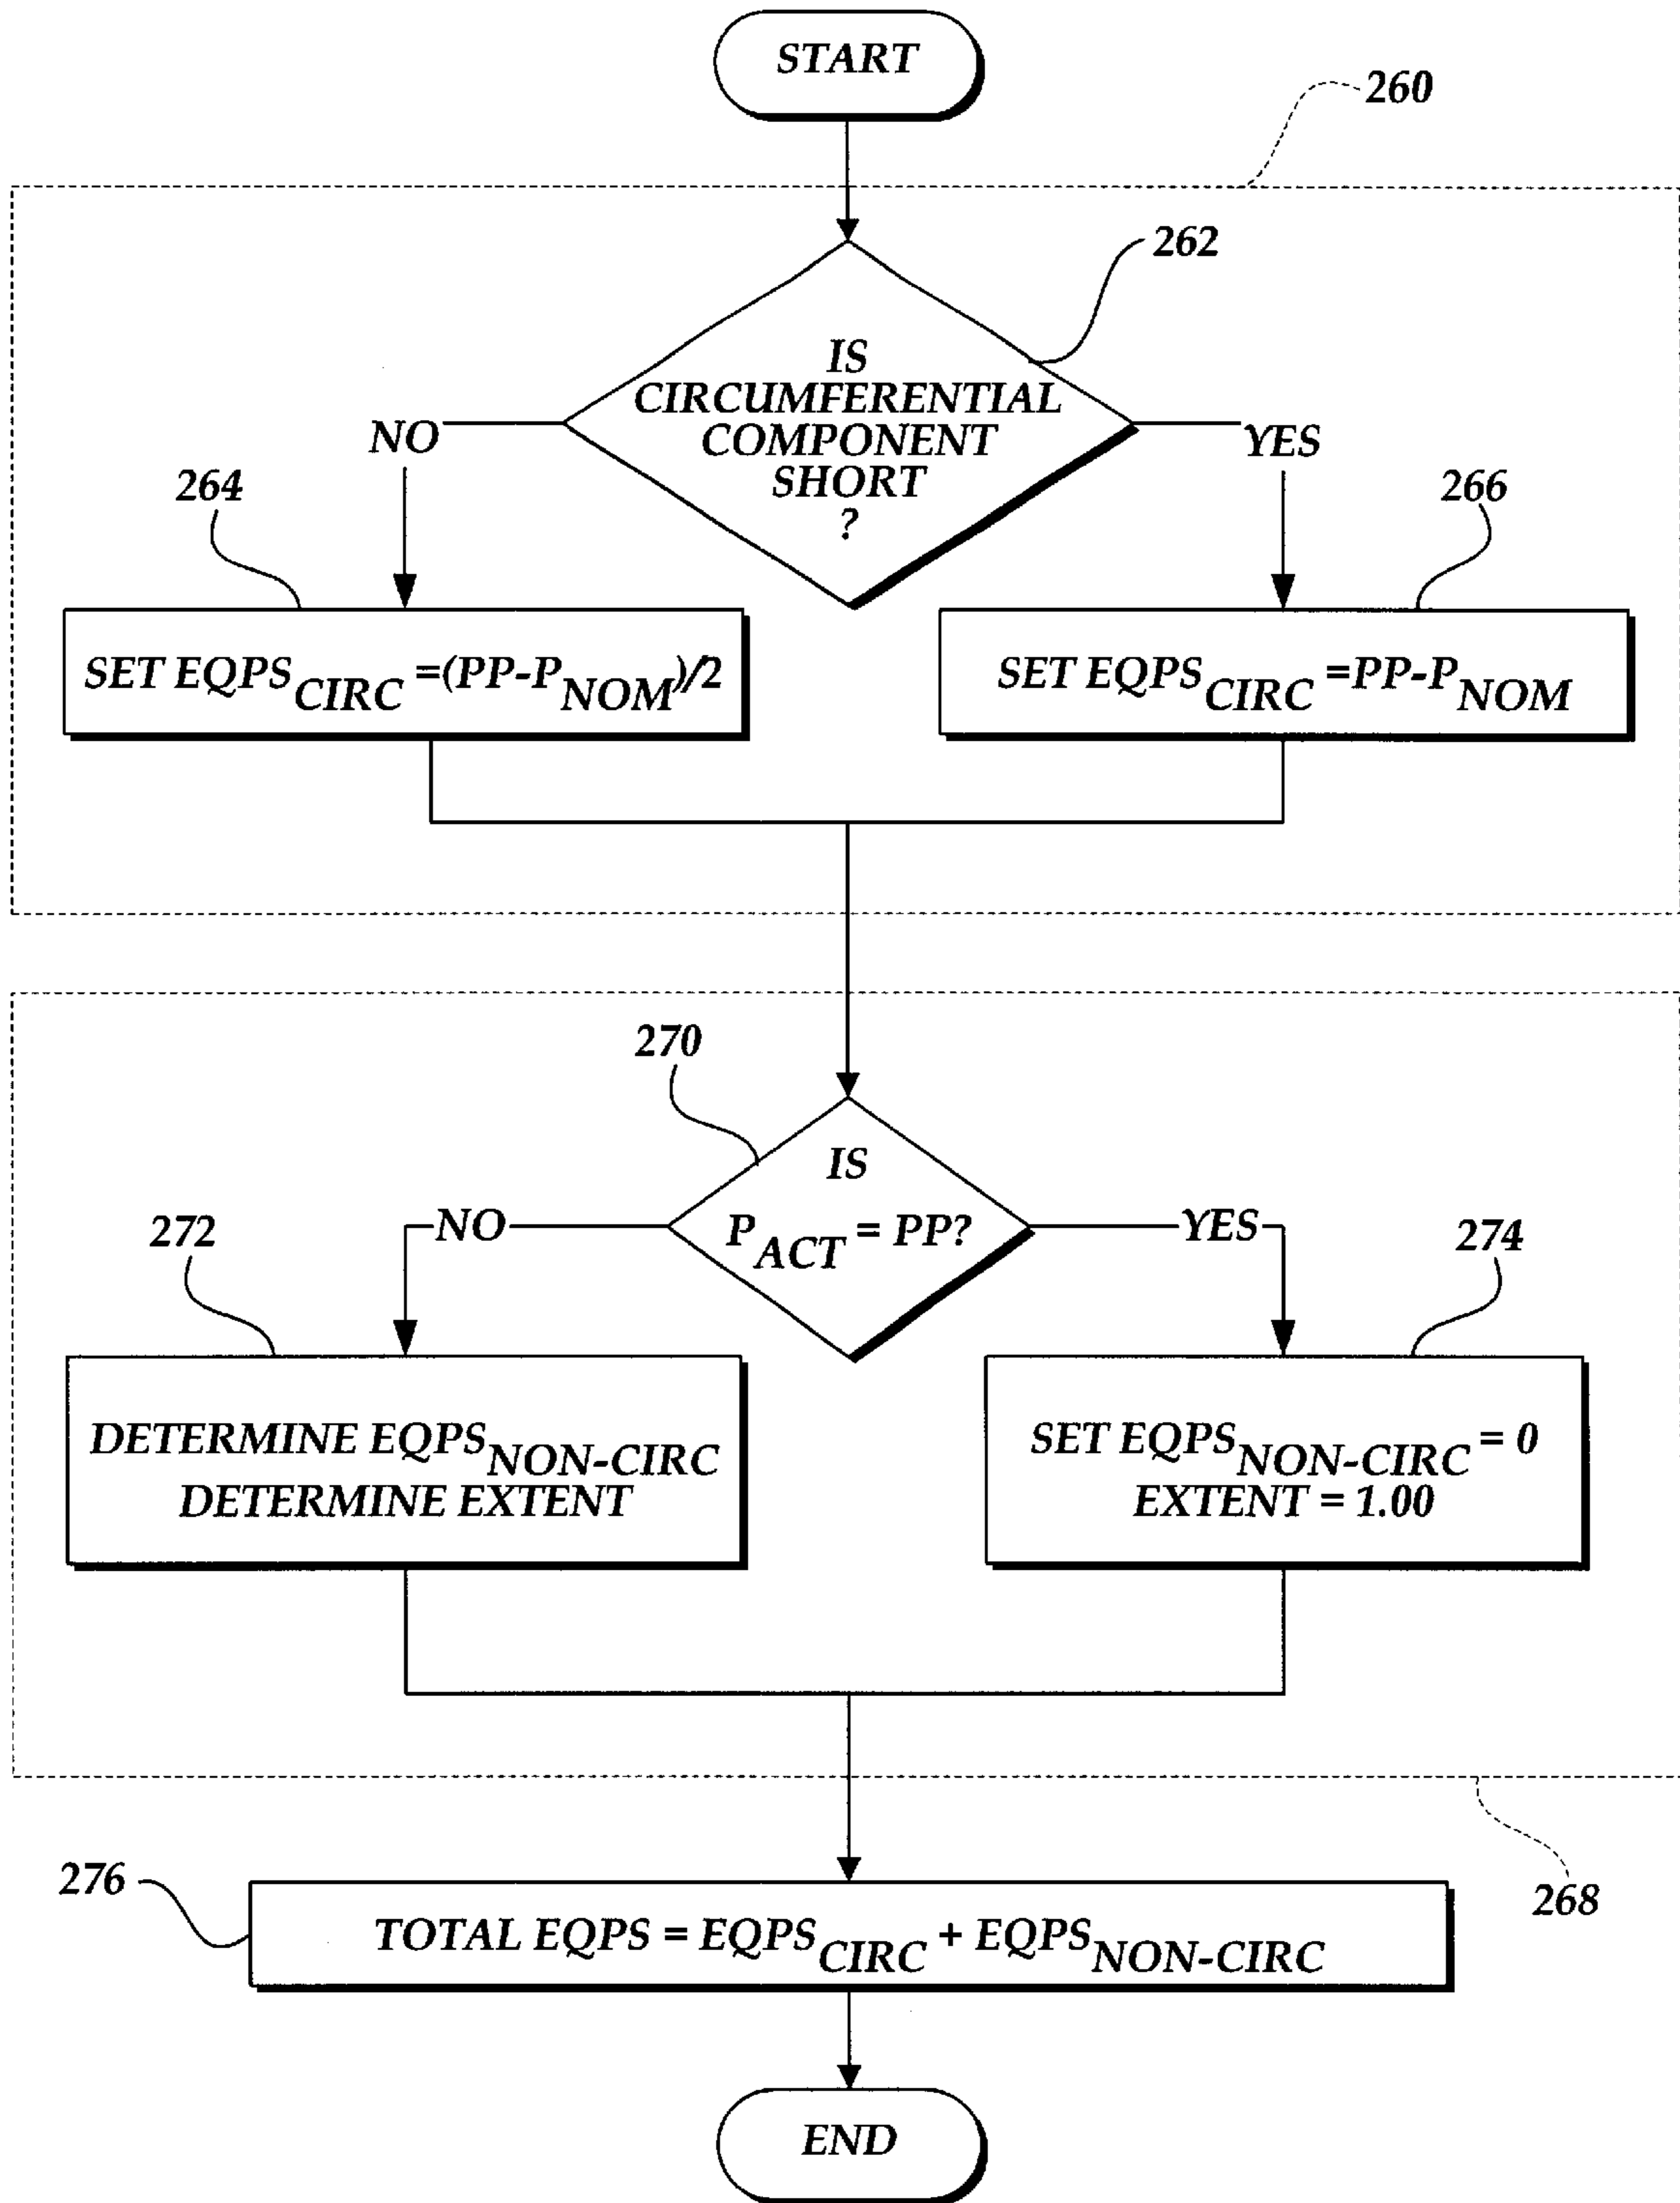 START
260
262
IS
CIRCUMFERENTIAL
COMPONENT
SHORT
?
NO
YES
264
266
SET EQPS CIRC =(PP-P NOM)/2
SET EQPS CIRC =PP-P NOM
270
IS
P ACT = PP?
NO
YES
272
274
DETERMINE EQPS NON-CIRC
DETERMINE EXTENT
SET EQPS NON-CIRC = 0
EXTENT = 1.00
276
268
TOTAL EQPS = EQPS CIRC + EQPS NON-CIRC
END